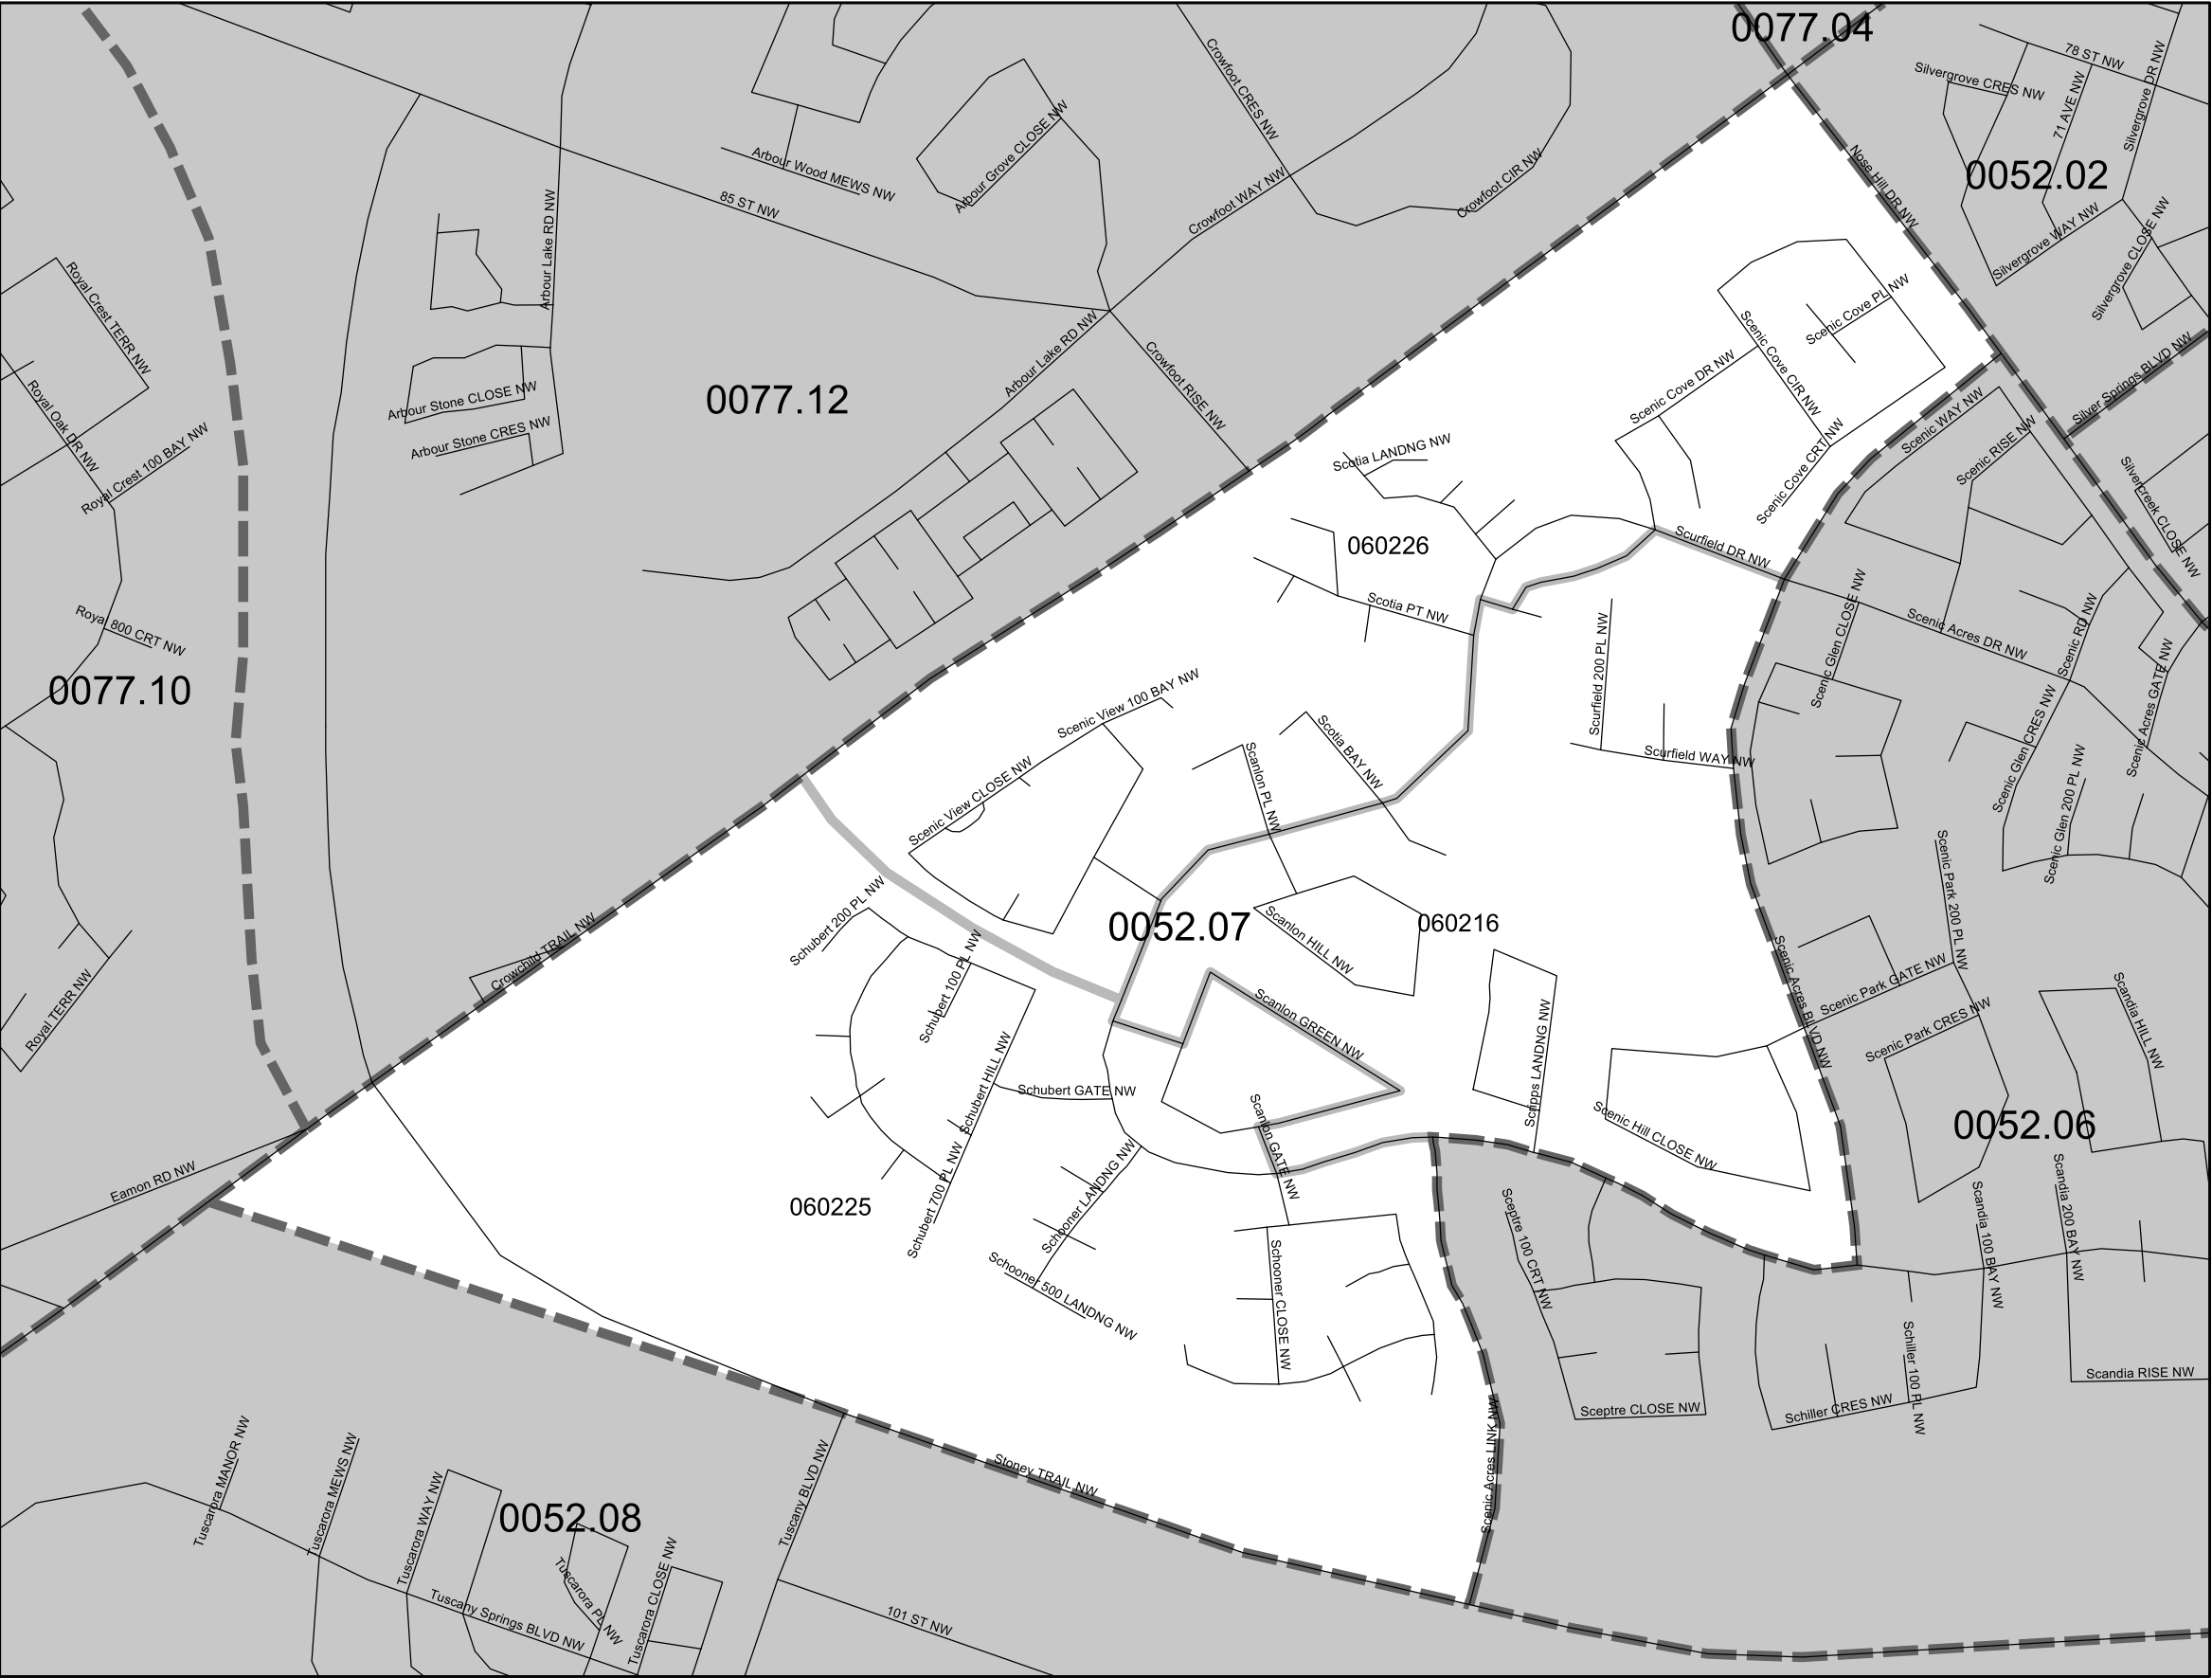 0077.04
78 ST NW
Silvergrove CRES NW
71 AVE NW
Silvergrove DR NW
0052.02
Nose Hill DR NW
Silvergrove WAY NW
Silvergrove CLOSE NW
Silver Springs BLVD NW
Silvercreek CLOSE NW
Crowfoot CRES NW
Crowfoot WAY NW
Crowfoot CIR NW
Arbour Grove CLOSE NW
Arbour Wood MEWS NW
85 ST NW
Arbour Lake RD NW
Royal Crest TERR NW
Royal Oak DR NW
Royal Crest 100 BAY NW
Arbour Stone CLOSE NW
Arbour Stone CRES NW
0077.12
Arbour Lake RD NW
Crowfoot RISE NW
Scenic Cove PL NW
Scenic Cove CIR NW
Scenic Cove DR NW
Scenic Cove CRT NW
Scenic WAY NW
Scenic RISE NW
Scotia LANDNG NW
060226
Scurfield DR NW
Scotia PT NW
Royal 800 CRT NW
0077.10
Scenic Glen CLOSE NW
Scenic Acres DR NW
Scenic RD NW
Scenic Acres GATE NW
Scenic Glen CRES NW
Scenic Glen 200 PL NW
Scurfield 200 PL NW
Scurfield WAY NW
Scenic View 100 BAY NW
Scenic View CLOSE NW
Scanlon PL NW
Scotia BAY NW
Schubert 200 PL NW
0052.07
Scanlon HILL NW
060216
Scenic Park 200 PL NW
Scenic Acres BLVD NW
Scenic Park GATE NW
Scenic Park CRES NW
Scandia HILL NW
Crowchild TRAIL NW
Royal TERR NW
Schubert 100 PL NW
Schubert HILL NW
Schubert GATE NW
Scanlon GREEN NW
Scripps LANDNG NW
Scanlon GATE NW
Scenic Hill CLOSE NW
0052.06
Eamon RD NW
Schubert 700 PL NW
060225
Schooner LANDNG NW
Schooner 500 LANDNG NW
Schooner CLOSE NW
Sceptre 100 CRT NW
Scandia 100 BAY NW
Scandia 200 BAY NW
Schiller 100 PL NW
Scandia RISE NW
Sceptre CLOSE NW
Schiller CRES NW
Scenic Acres LINK NW
Stoney TRAIL NW
Tuscarora MANOR NW
Tuscarora MEWS NW
Tuscarora WAY NW
0052.08
Tuscany BLVD NW
Tuscarora PL NW
Tuscarora CLOSE NW
Tuscany Springs BLVD NW
101 ST NW